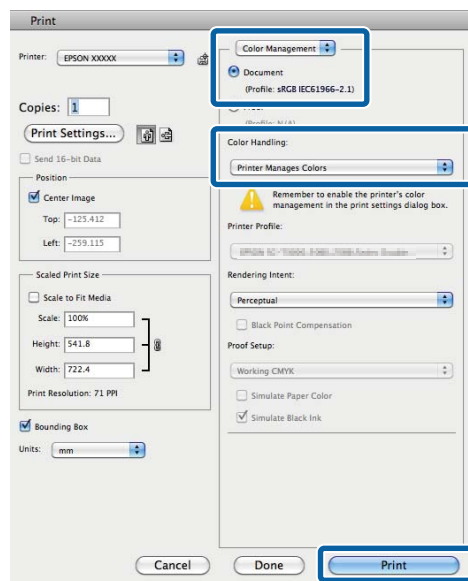 Print
Printer: EPSON XXXXX
Copies: 1
Print Settings...
Send 16-bit Data
Position
Center Image
Top: -125.412
Left: -259.115
Scaled Print Size
Scale to Fit Media
Scale: 100%
Height: 541.8
Width: 722.4
Print Resolution: 71 PPI
Bounding Box
Units: mm
Color Management
Document
(Profile: sRGB IEC61966-2.1)
(Profile: N/A)
Color Handling:
Printer Manages Colors
Remember to enable the printer's color
management in the print settings dialog box.
Printer Profile:
Rendering Intent:
Perceptual
Black Point Compensation
Proof Setup:
Working CMYK
Simulate Paper Color
Simulate Black Ink
Cancel
Done
Print